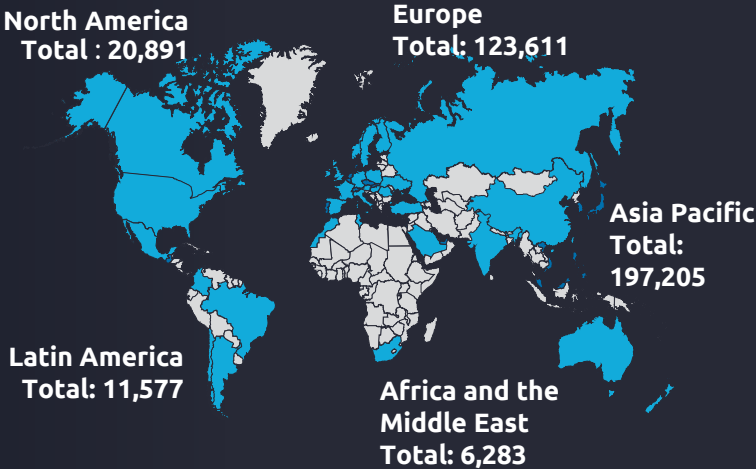 North America
Total : 20,891
Europe
Total: 123,611
Asia Pacific
Total:
197,205
Latin America
Total: 11,577
Africa and the
Middle East
Total: 6,283